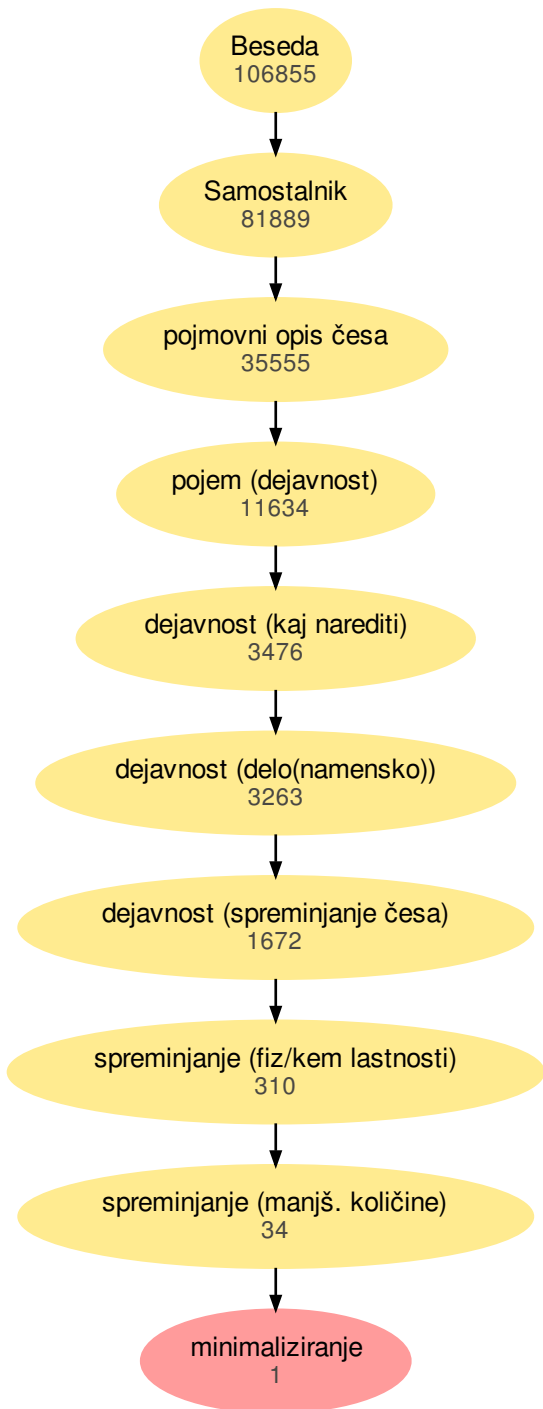 Beseda
106855
Samostalnik
81889
pojmovni opis česa
35555
pojem (dejavnost)
11634
dejavnost (kaj narediti)
3476
dejavnost (delo(namensko))
3263
dejavnost (spreminjanje česa)
1672
spreminjanje (fiz/kem lastnosti)
310
spreminjanje (manjš. količine)
34
minimaliziranje
1